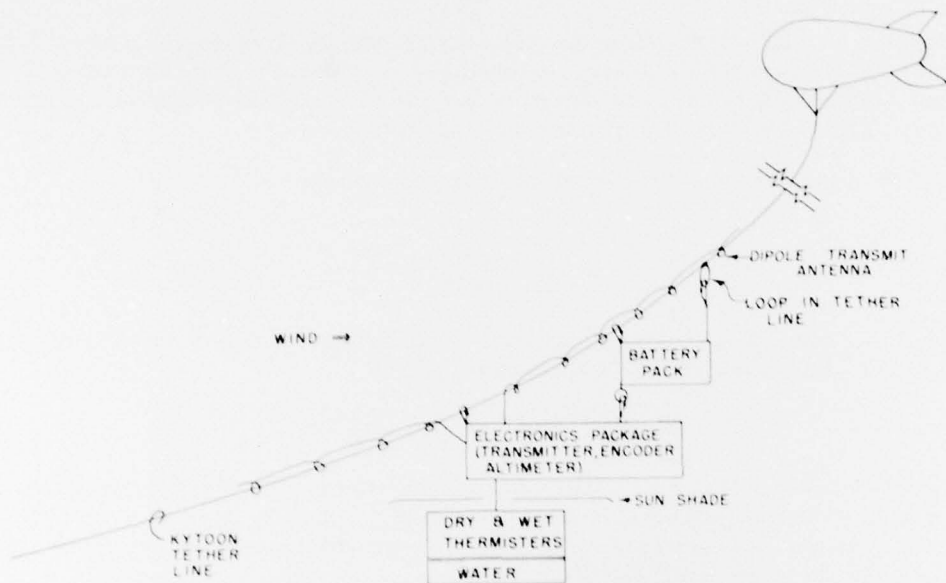 DIPOLE TRANSMIT
ANTENNA
LOOP IN TETHER
LINE
WIND →
BATTERY
PACK
ELECTRONICS PACKAGE
(TRANSMITTER, ENCODER
ALTIMETER)
SUN SHADE
DRY & WET
THERMISTERS
WATER
KYTOON
TETHER
LINE